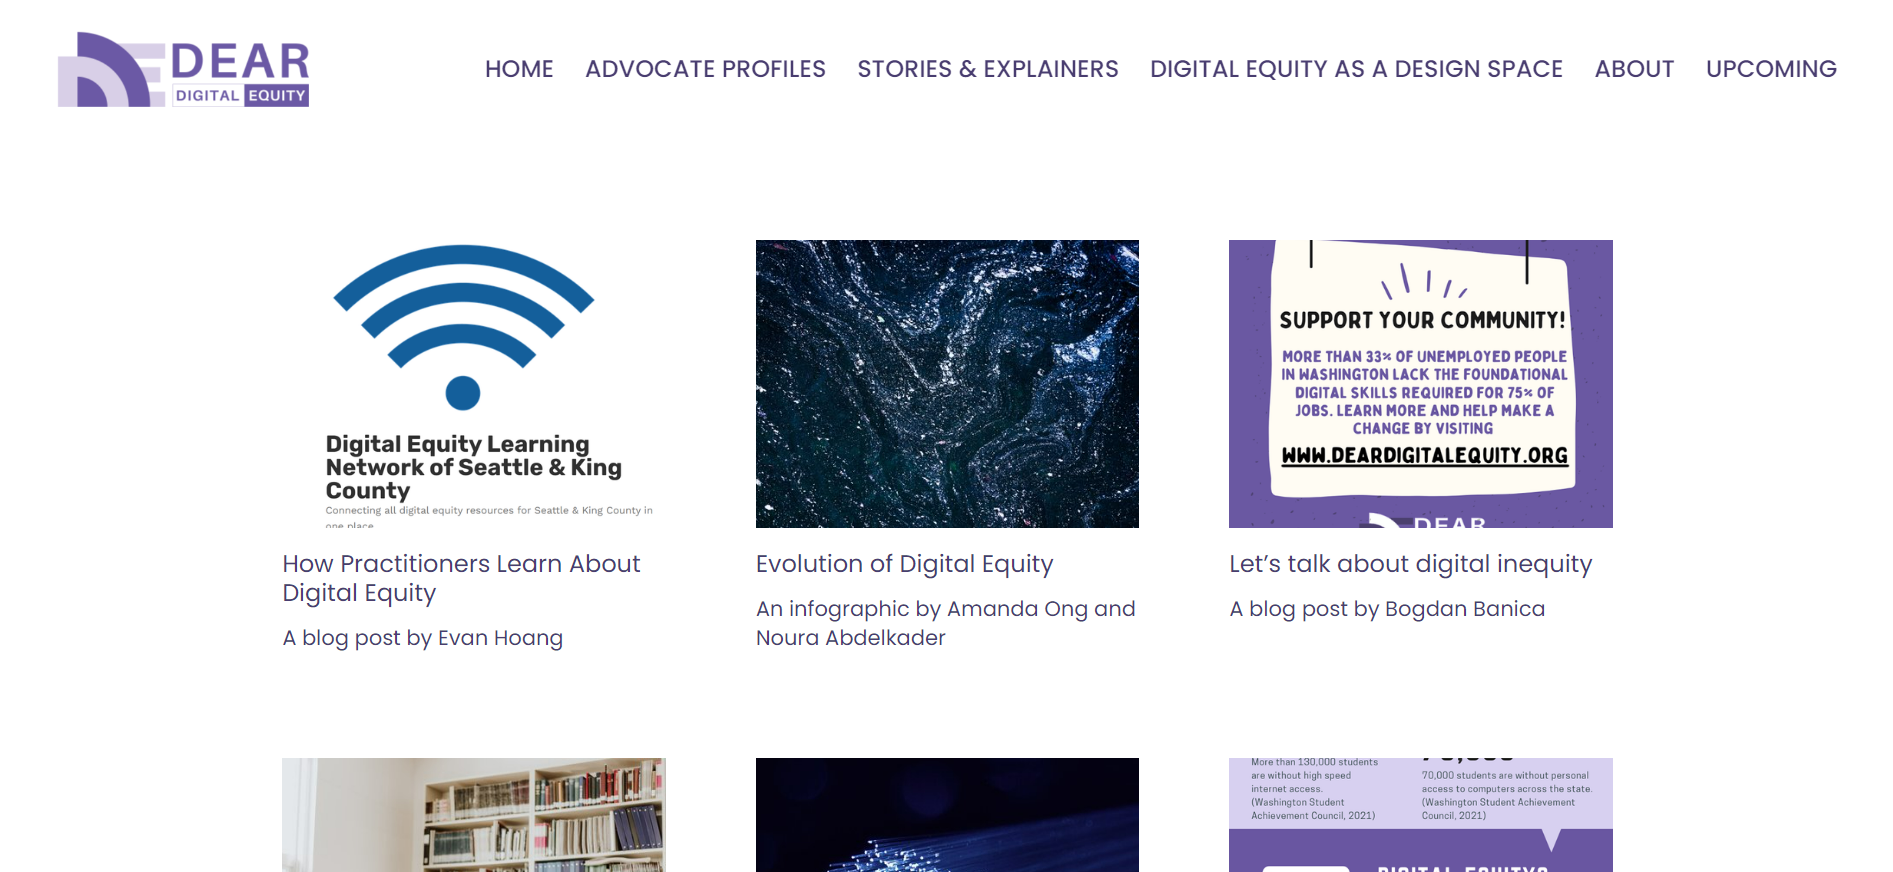 DEAR
DIGITAL EQUITY
HOME ADVOCATE PROFILES STORIES & EXPLAINERS DIGITAL EQUITY AS A DESIGN SPACE ABOUT UPCOMING
Digital Equity Learning
Network of Seattle & King
County
Connecting all digital equity resources for Seattle & King County in
one place
How Practitioners Learn About
Digital Equity
A blog post by Evan Hoang
Evolution of Digital Equity
An infographic by Amanda Ong and
Noura Abdelkader
SUPPORT YOUR COMMUNITY!
MORE THAN 33% OF UNEMPLOYED PEOPLE
IN WASHINGTON LACK THE FOUNDATIONAL
DIGITAL SKILLS REQUIRED FOR 75% OF
JOBS. LEARN MORE AND HELP MAKE A
CHANGE BY VISITING
WWW.DEARDIGITALEQUITY.ORG
DEAR
Let’s talk about digital inequity
A blog post by Bogdan Banica
More than 130,000 students
are without high speed
internet access.
(Washington Student
Achievement Council, 2021)
70,000 students are without personal
access to computers across the state.
(Washington Student Achievement
Council, 2021)
DIGITAL EQUITY?